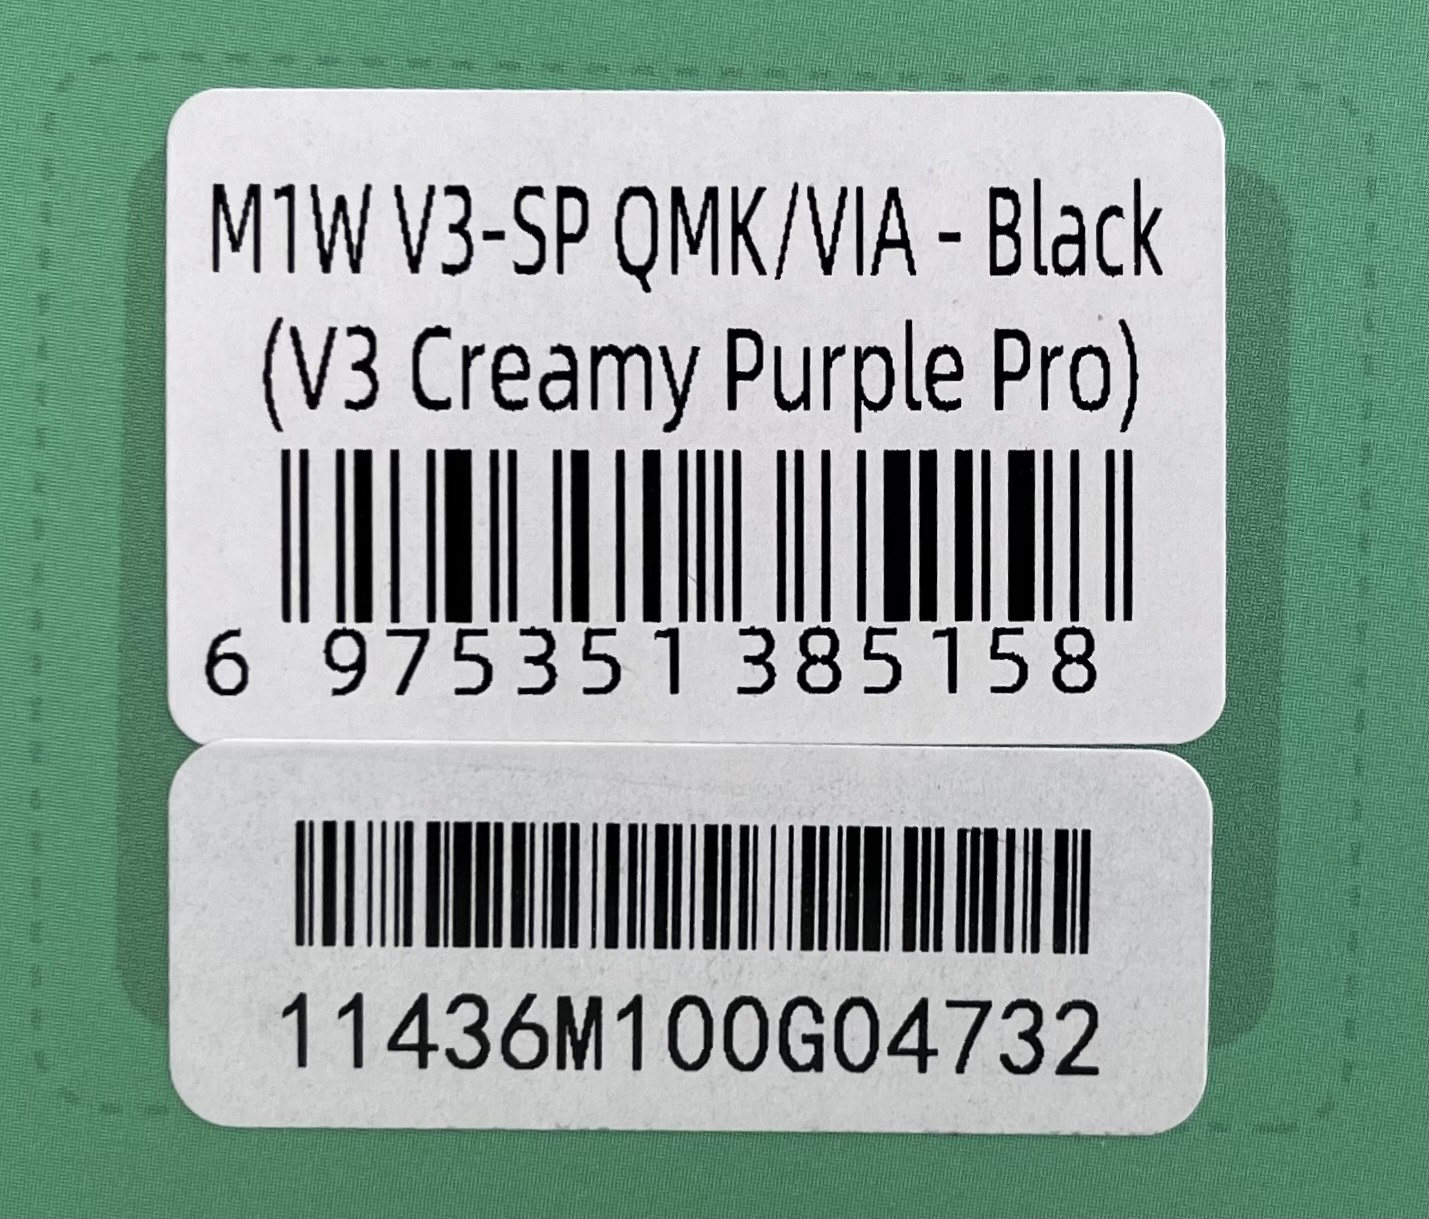 M1W V3-SP QMK/VIA - Black
(V3 Creamy Purple Pro)
6 975351 385158
11436M100G04732